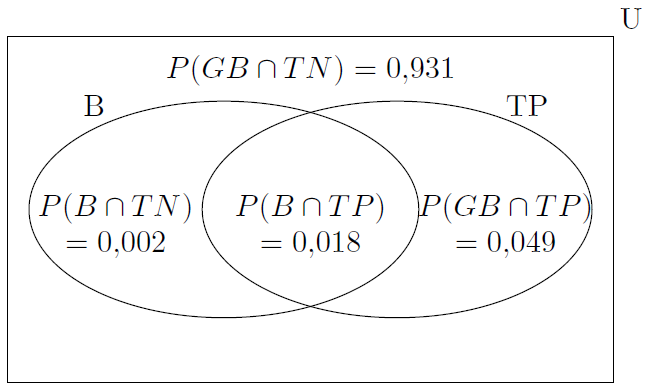 U
P(GB ∩ TN) = 0,931
B
TP
P(B ∩ TN)
= 0,002
P(B ∩ TP)
= 0,018
P(GB ∩ TP)
= 0,049